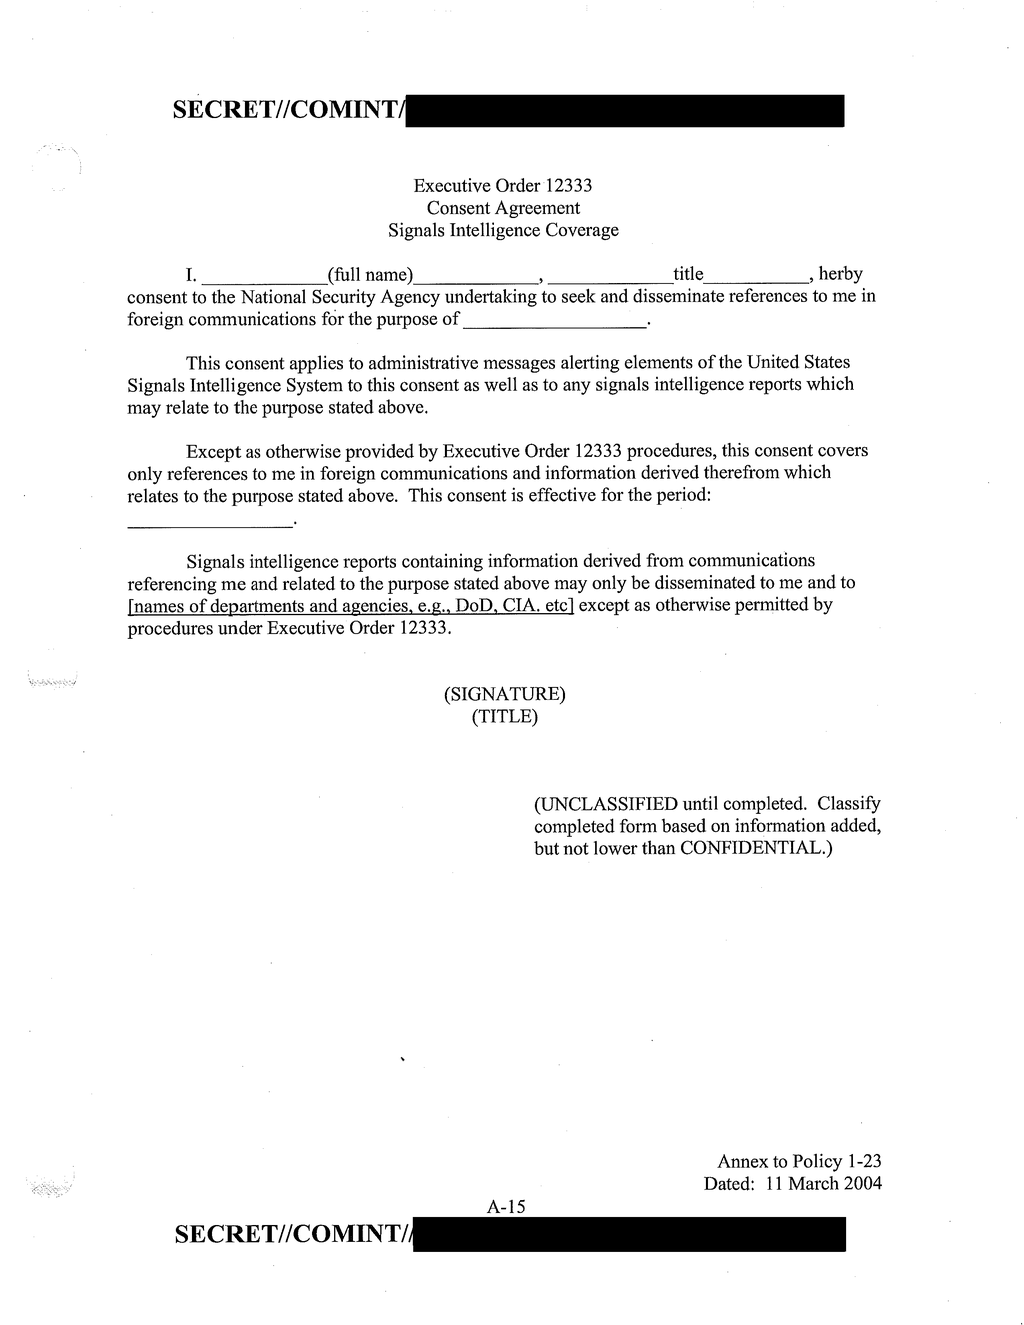 SECRET//COMINT/
Executive Order 12333
Consent Agreement
Signals Intelligence Coverage
I. ____________(full name)____________, ____________title__________, herby
consent to the National Security Agency undertaking to seek and disseminate references to me in
foreign communications for the purpose of __________________.
This consent applies to administrative messages alerting elements of the United States
Signals Intelligence System to this consent as well as to any signals intelligence reports which
may relate to the purpose stated above.
Except as otherwise provided by Executive Order 12333 procedures, this consent covers
only references to me in foreign communications and information derived therefrom which
relates to the purpose stated above. This consent is effective for the period:
________________.
Signals intelligence reports containing information derived from communications
referencing me and related to the purpose stated above may only be disseminated to me and to
[names of departments and agencies, e.g., DoD, CIA. etc] except as otherwise permitted by
procedures under Executive Order 12333.
(SIGNATURE)
(TITLE)
(UNCLASSIFIED until completed. Classify
completed form based on information added,
but not lower than CONFIDENTIAL.)
Annex to Policy 1-23
Dated: 11 March 2004
A-15
SECRET//COMINT//